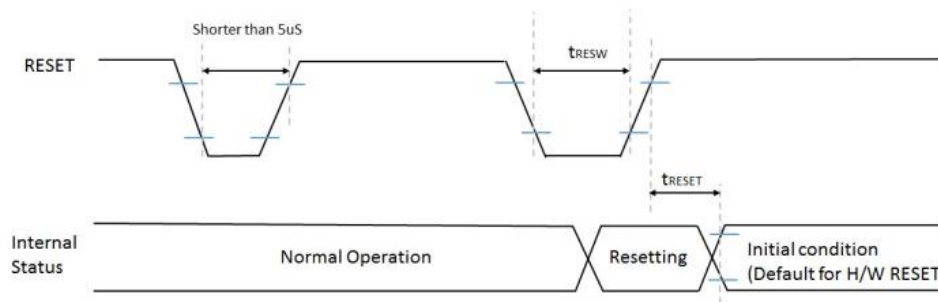 Shorter than 5uS
RESET
tRESW
tRESET
Internal
Status
Normal Operation
Resetting
Initial condition
(Default for H/W RESET